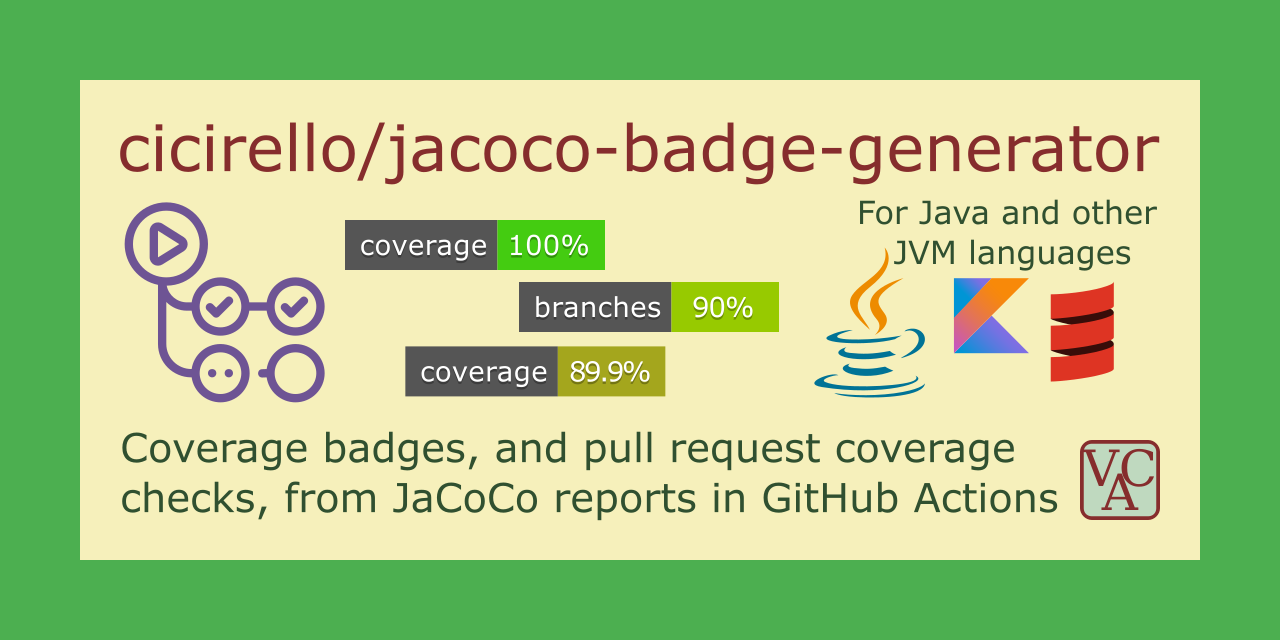 cicirello/jacoco-badge-generator
For Java and other
JVM languages
coverage 100%
branches 90%
coverage 89.9%
Coverage badges, and pull request coverage
checks, from JaCoCo reports in GitHub Actions
VAC